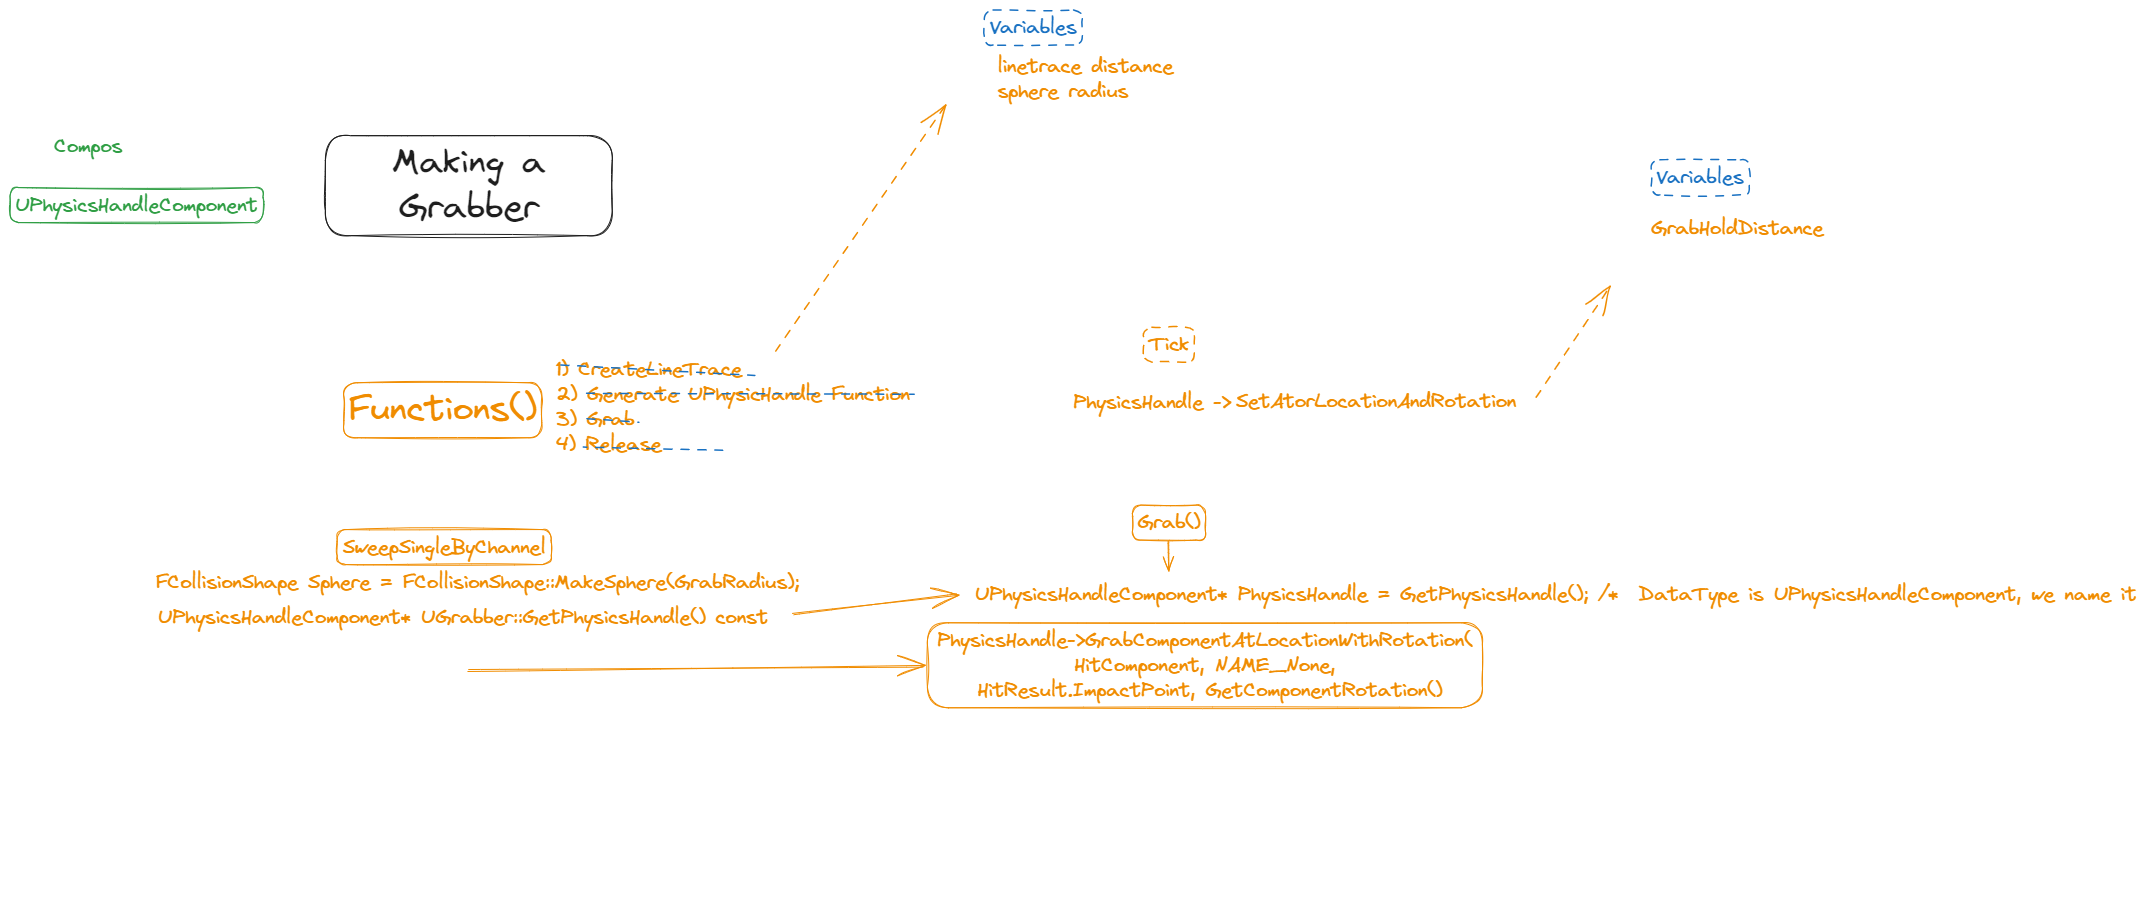 Variables
linetrace distance
sphere radius
Compos
UPhysicsHandleComponent
Making a
Grabber
Variables
GrabHoldDistance
Tick
PhysicsHandle -> SetAtorLocationAndRotation
Functions()
1) CreateLineTrace
2) Generate UPhysicHandle Function
3) Grab
4) Release
Grab()
SweepSingleByChannel
FCollisionShape Sphere = FCollisionShape::MakeSphere(GrabRadius);
UPhysicsHandleComponent* UGrabber::GetPhysicsHandle() const
UPhysicsHandleComponent* PhysicsHandle = GetPhysicsHandle(); /* DataType is UPhysicsHandleComponent, we name it
PhysicsHandle->GrabComponentAtLocationWithRotation(
HitComponent, NAME_None,
HitResult.ImpactPoint, GetComponentRotation()